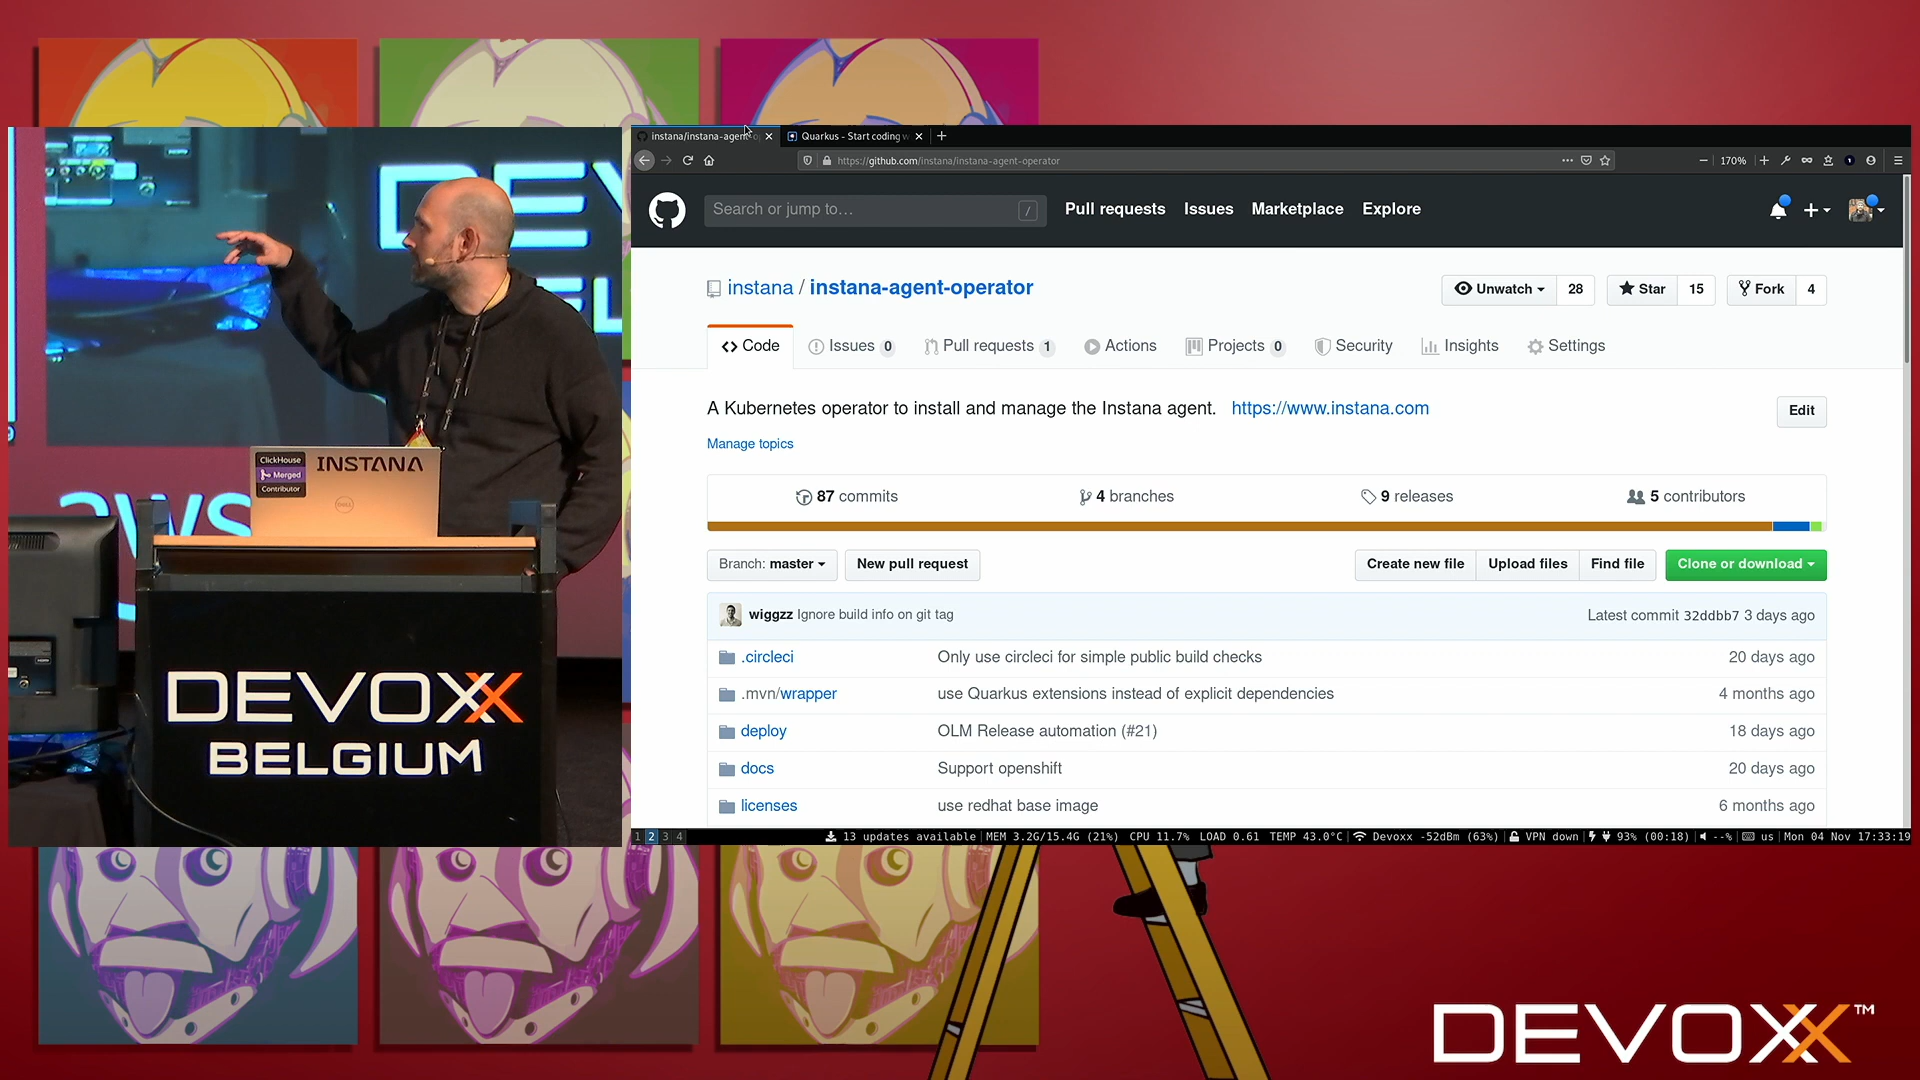 instana/instana-agent-o
Quarkus - Start coding w
https://github.com/instana/instana-agent-operator
170%
Search or jump to…
/
Pull requests
Issues
Marketplace
Explore
instana / instana-agent-operator
Unwatch
28
Star
15
Fork
4
Code
Issues 0
Pull requests 1
Actions
Projects 0
Security
Insights
Settings
A Kubernetes operator to install and manage the Instana agent. https://www.instana.com
Edit
Manage topics
87 commits
4 branches
9 releases
5 contributors
Branch: master
New pull request
Create new file
Upload files
Find file
Clone or download
wiggzz Ignore build info on git tag
Latest commit 32ddbb7 3 days ago
.circleci
Only use circleci for simple public build checks
20 days ago
.mvn/wrapper
use Quarkus extensions instead of explicit dependencies
4 months ago
deploy
OLM Release automation (#21)
18 days ago
docs
Support openshift
20 days ago
licenses
use redhat base image
6 months ago
1 2 3 4
13 updates available | MEM 3.2G/15.4G (21%) CPU 11.7% LOAD 0.61 TEMP 43.0°C | Devoxx -52dBm (63%) | VPN down | 93% (00:18) | --% | us | Mon 04 Nov 17:33:19
DEV
BEL
aws
ClickHouse
Merged
Contributor
INSTANA
DELL
DEVOXX
BELGIUM
DEVOXX™